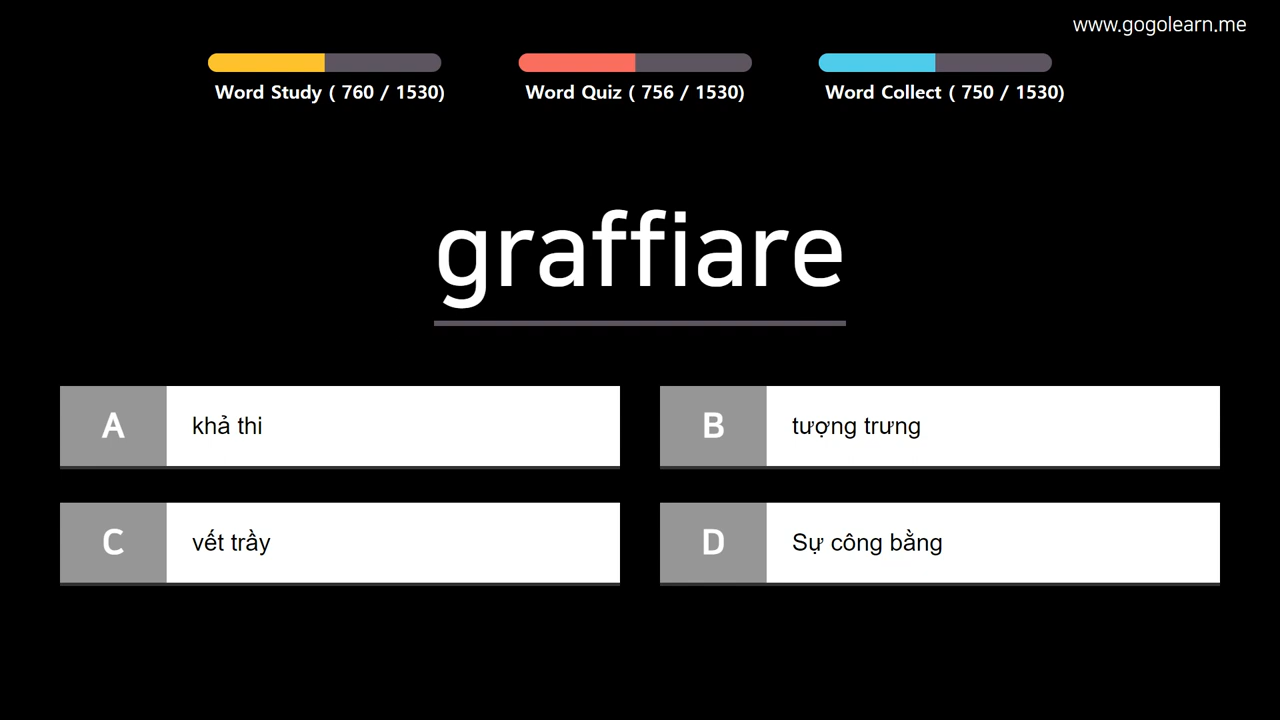 www.gogolearn.me
Word Study ( 760 / 1530)
Word Quiz ( 756 / 1530)
Word Collect ( 750 / 1530)
graffiare
A
khả thi
B
tượng trưng
C
vết trầy
D
Sự công bằng